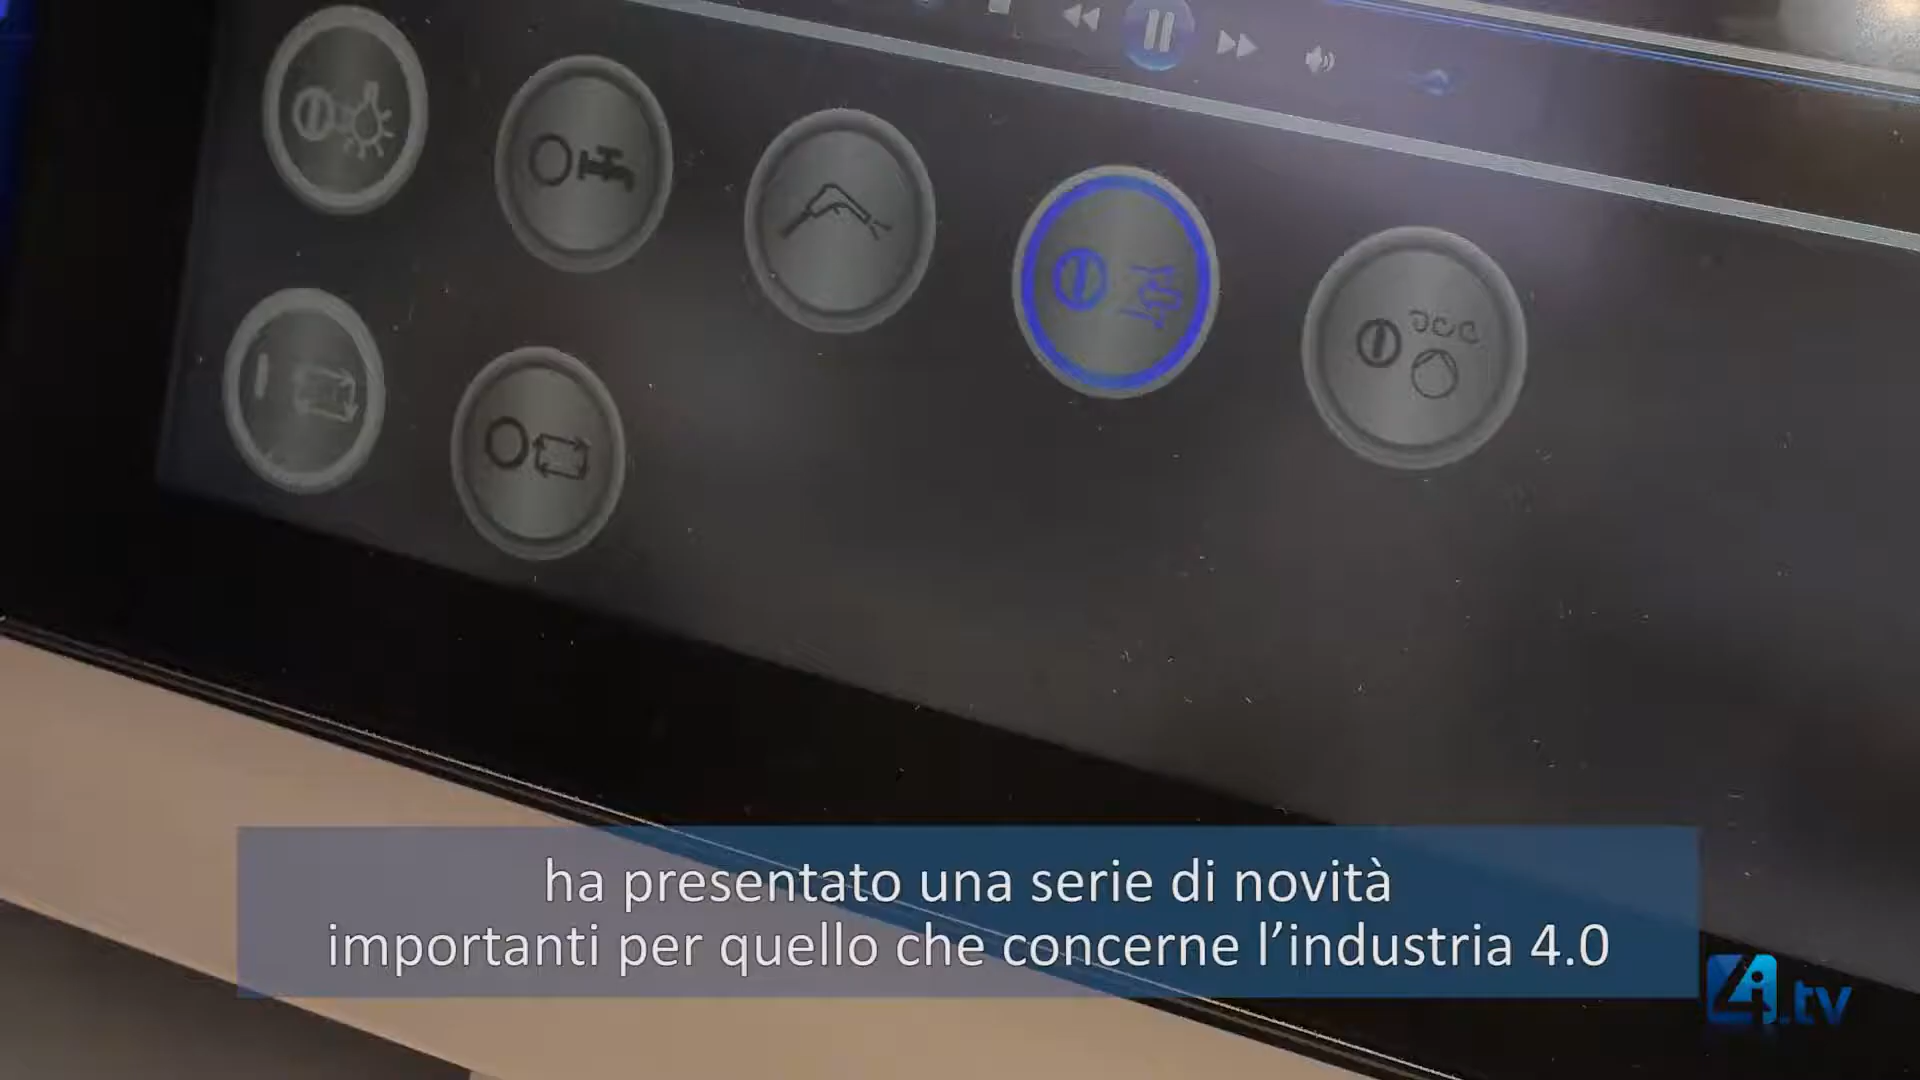 ha presentato una serie di novità
importanti per quello che concerne l’industria 4.0
4i.tv